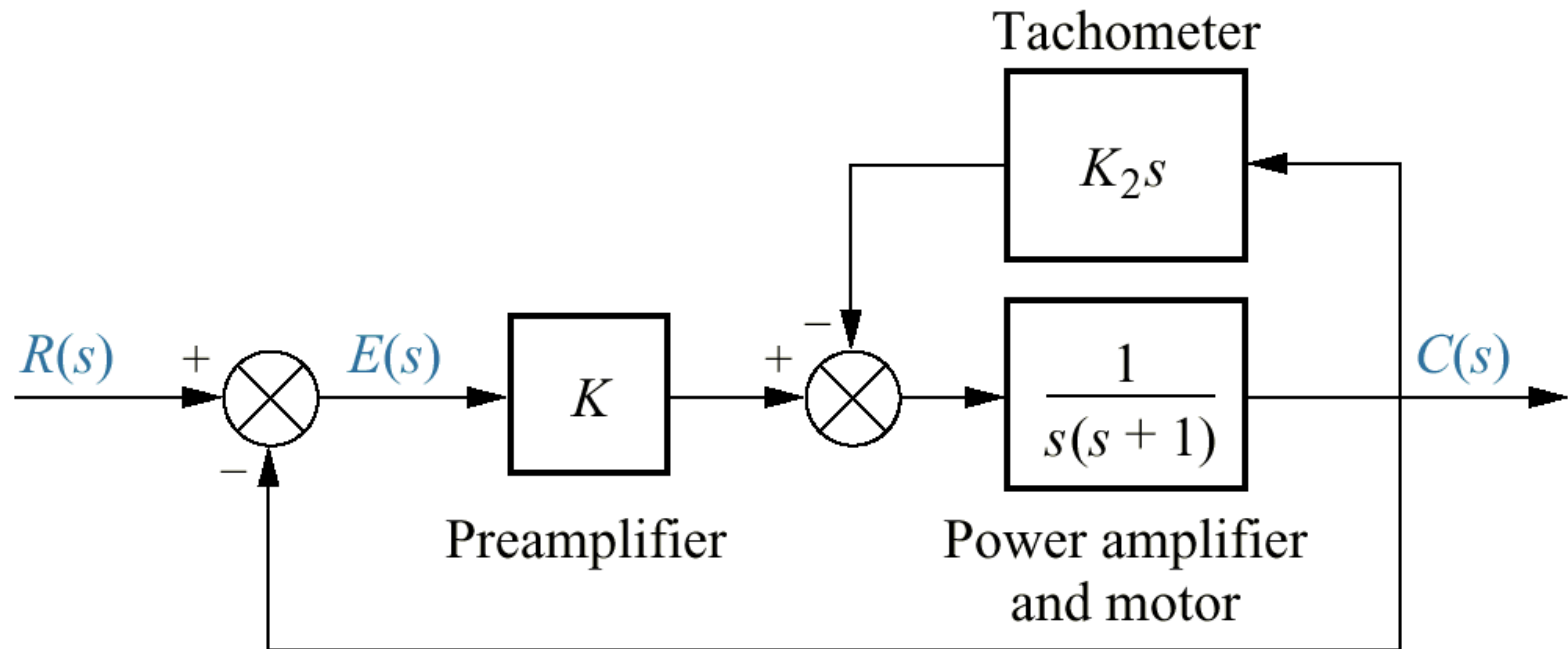 Tachometer
K₂s
R(s)
+
−
E(s)
K
+
−
1
s(s + 1)
C(s)
Preamplifier
Power amplifier
and motor